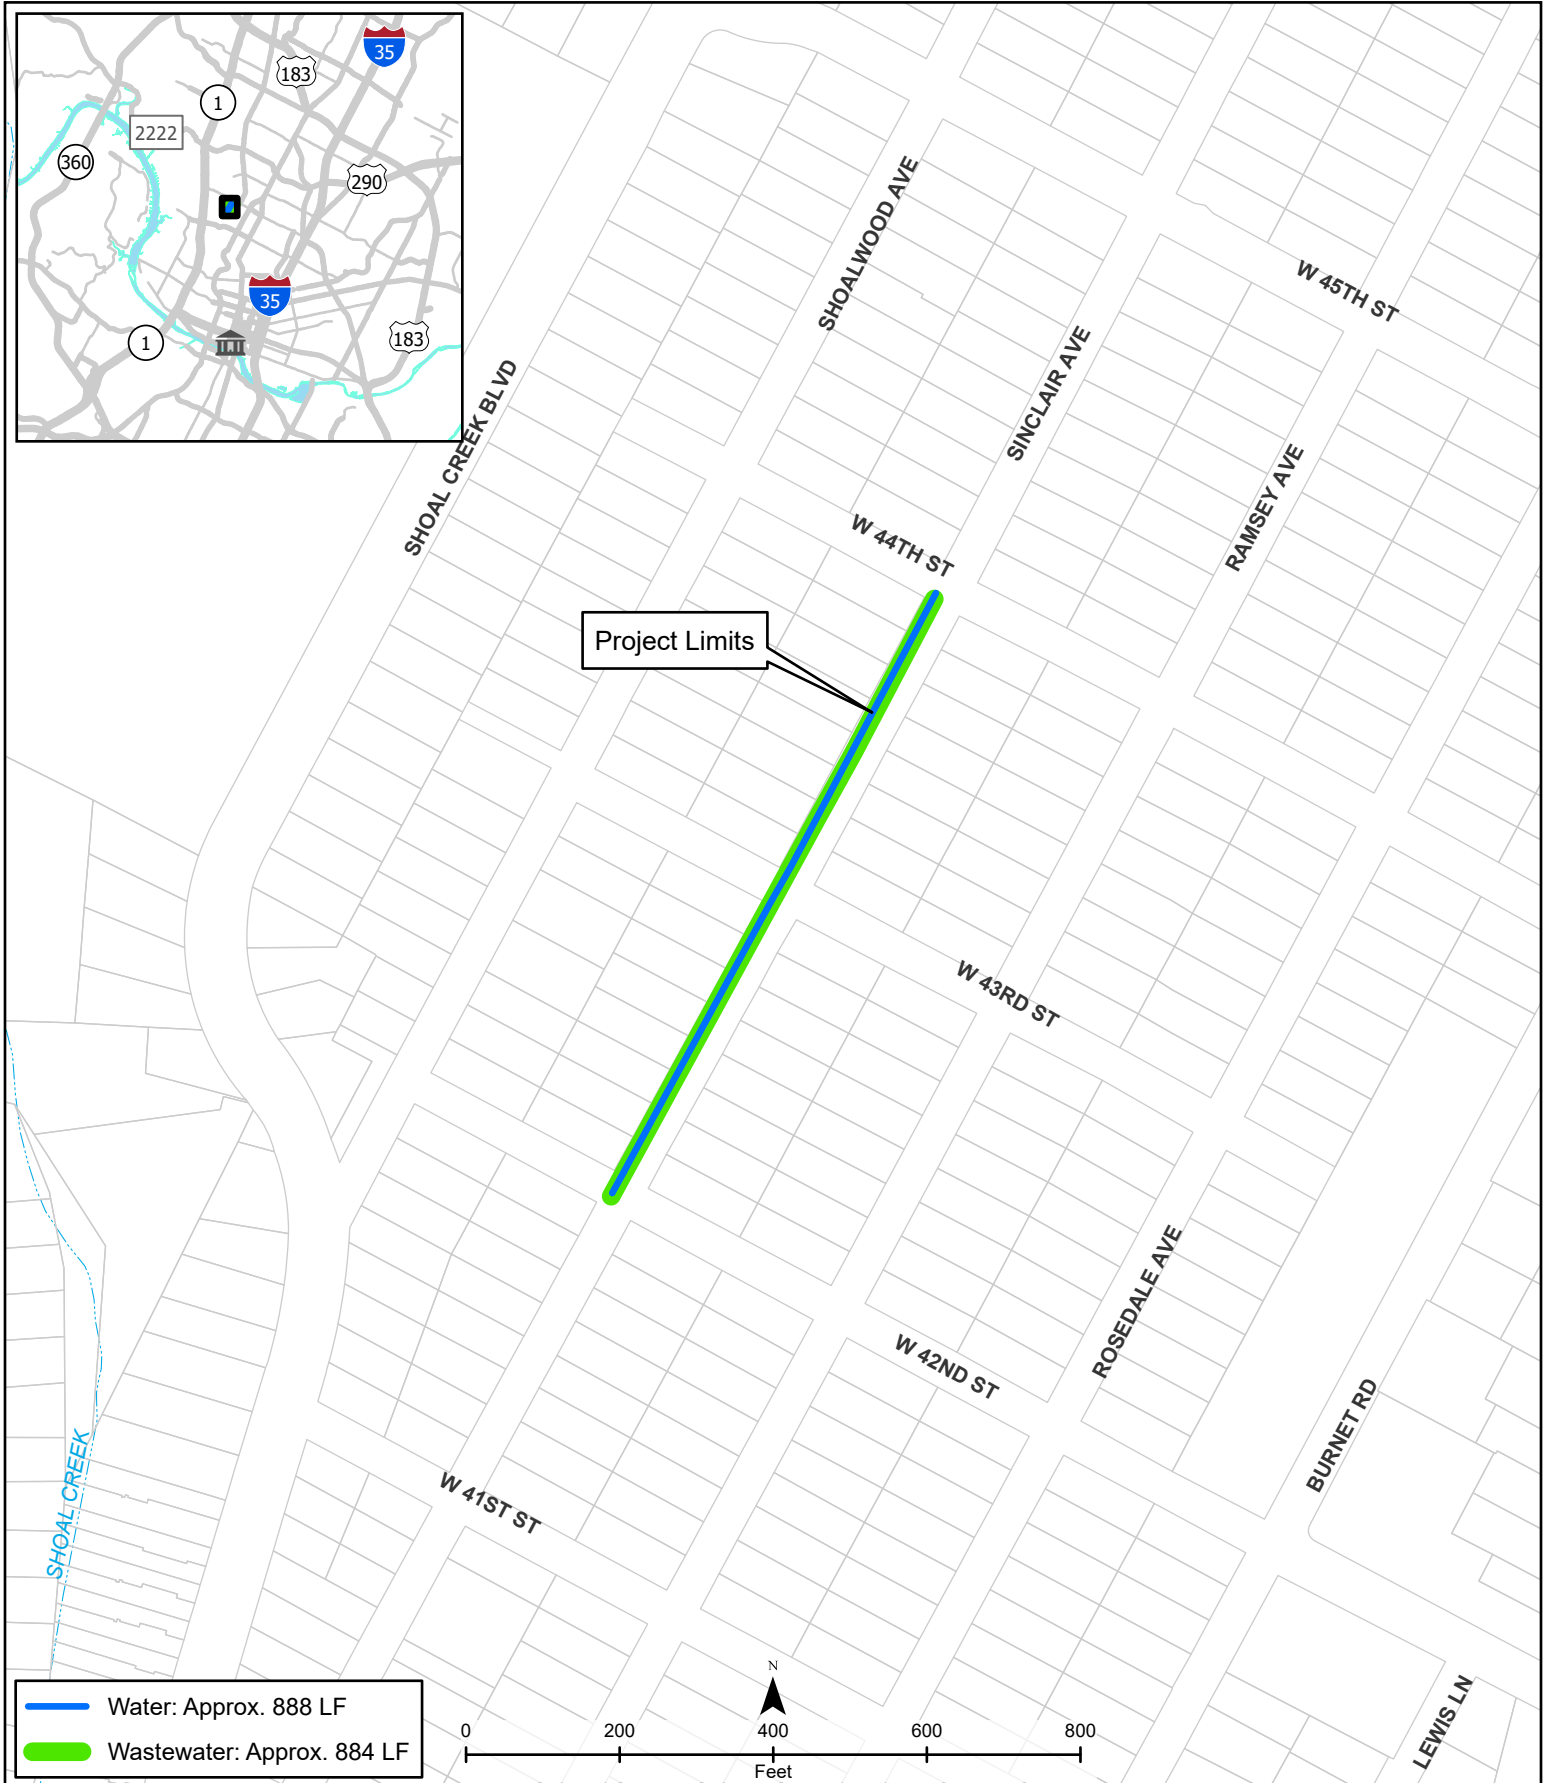 35
183
1
2222
360
290
35
1
183
SHOALWOOD AVE
W 45TH ST
SINCLAIR AVE
SHOAL CREEK BLVD
RAMSEY AVE
W 44TH ST
Project Limits
W 43RD ST
ROSEDALE AVE
W 42ND ST
BURNET RD
SHOAL CREEK
W 41ST ST
LEWIS LN
Water: Approx. 888 LF
Wastewater: Approx. 884 LF
N
0 200 400 600 800
Feet